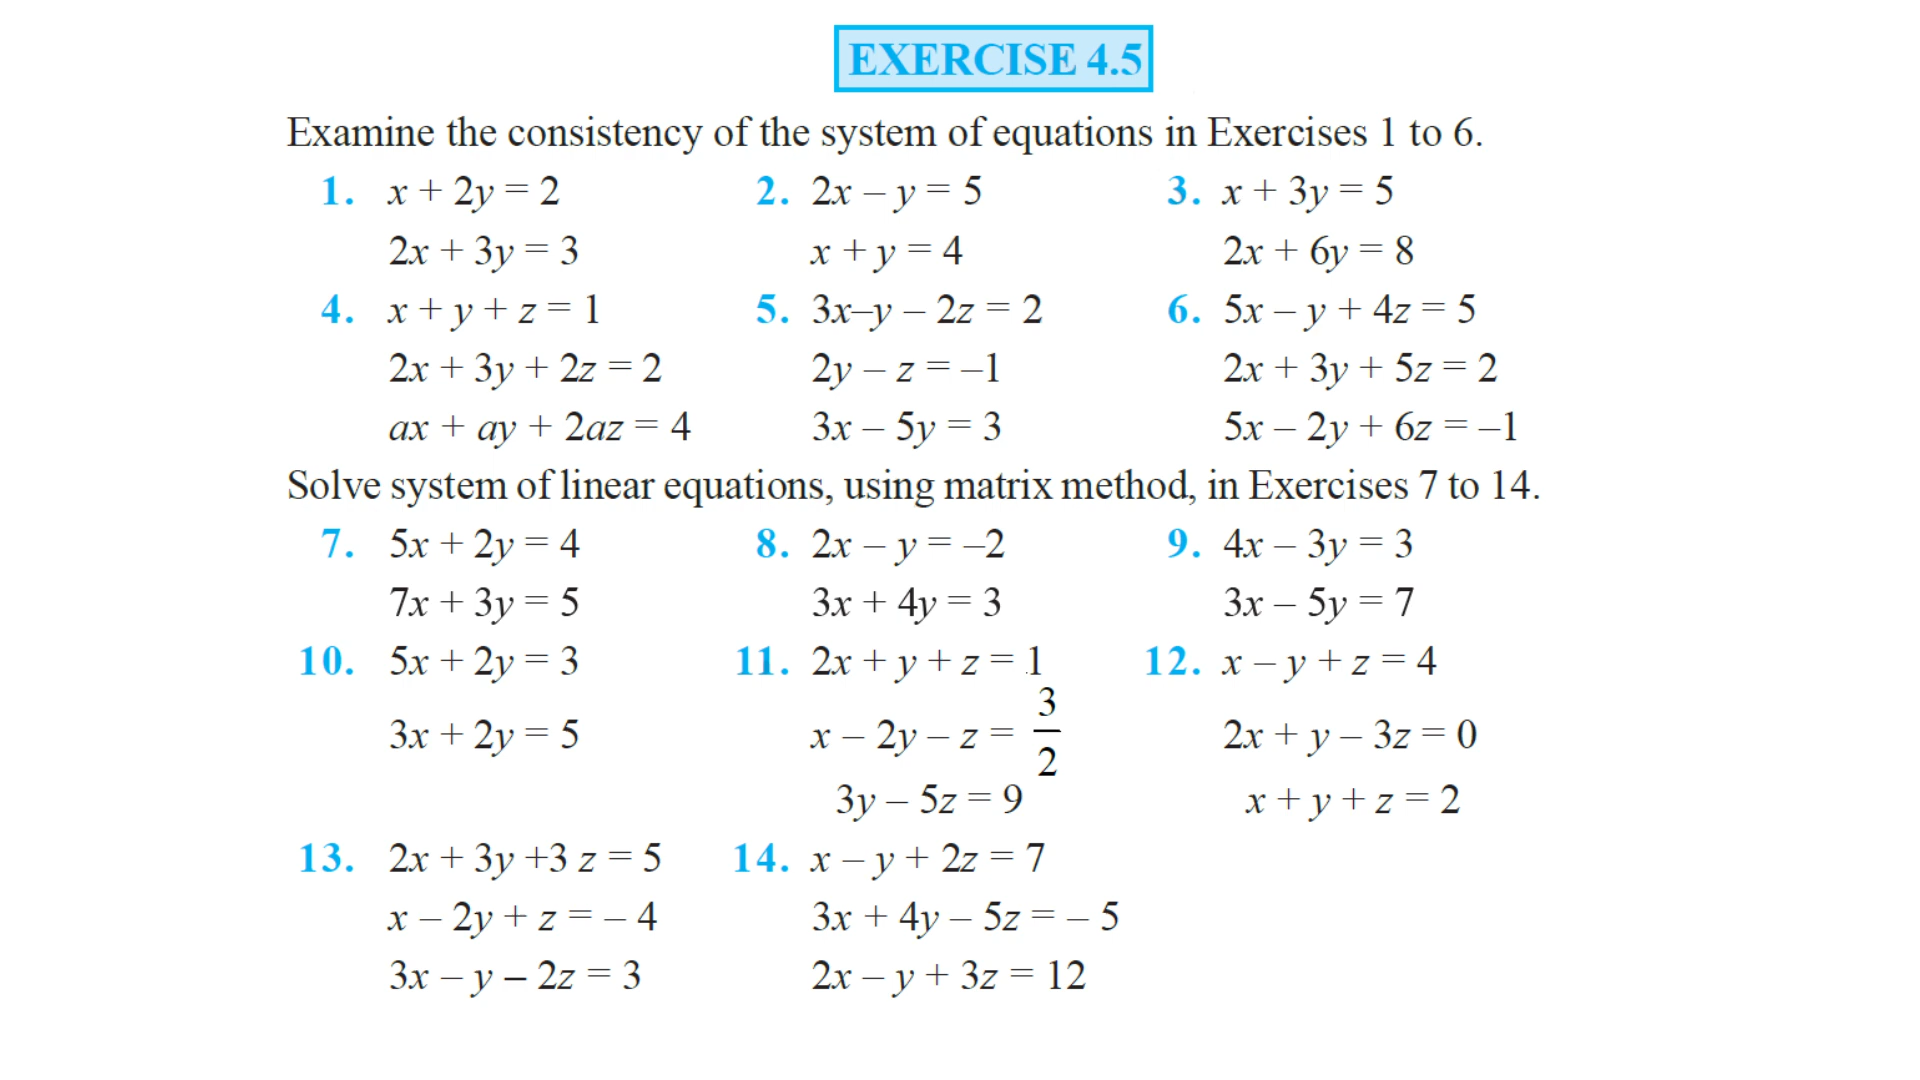 EXERCISE 4.5
Examine the consistency of the system of equations in Exercises 1 to 6.
1. x + 2y = 2 2. 2x – y = 5 3. x + 3y = 5
2x + 3y = 3 x + y = 4 2x + 6y = 8
4. x + y + z = 1 5. 3x–y – 2z = 2 6. 5x – y + 4z = 5
2x + 3y + 2z = 2 2y – z = –1 2x + 3y + 5z = 2
ax + ay + 2az = 4 3x – 5y = 3 5x – 2y + 6z = –1
Solve system of linear equations, using matrix method, in Exercises 7 to 14.
7. 5x + 2y = 4 8. 2x – y = –2 9. 4x – 3y = 3
7x + 3y = 5 3x + 4y = 3 3x – 5y = 7
10. 5x + 2y = 3 11. 2x + y + z = 1 12. x – y + z = 4
3x + 2y = 5 x – 2y – z = 3/2 2x + y – 3z = 0
3y – 5z = 9 x + y + z = 2
13. 2x + 3y +3 z = 5 14. x – y + 2z = 7
x – 2y + z = – 4 3x + 4y – 5z = – 5
3x – y – 2z = 3 2x – y + 3z = 12